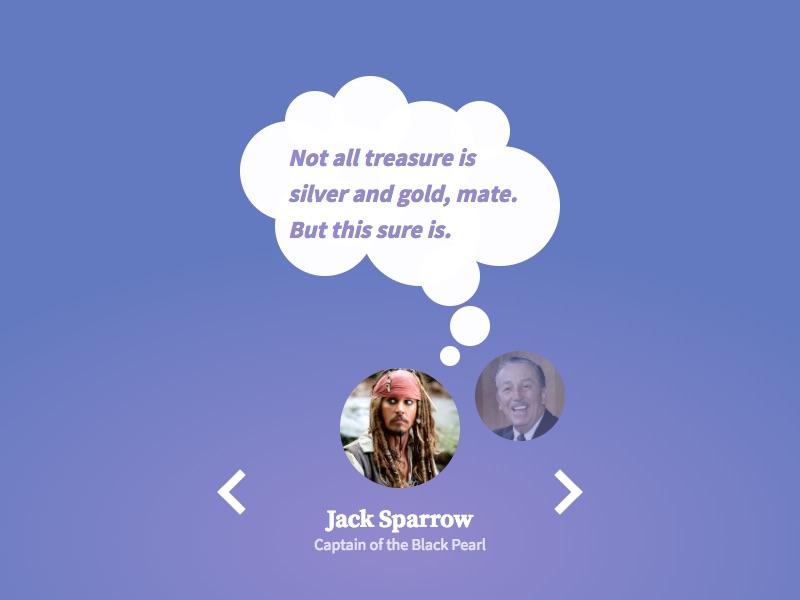 Not all treasure is
silver and gold, mate.
But this sure is.
Jack Sparrow
Captain of the Black Pearl